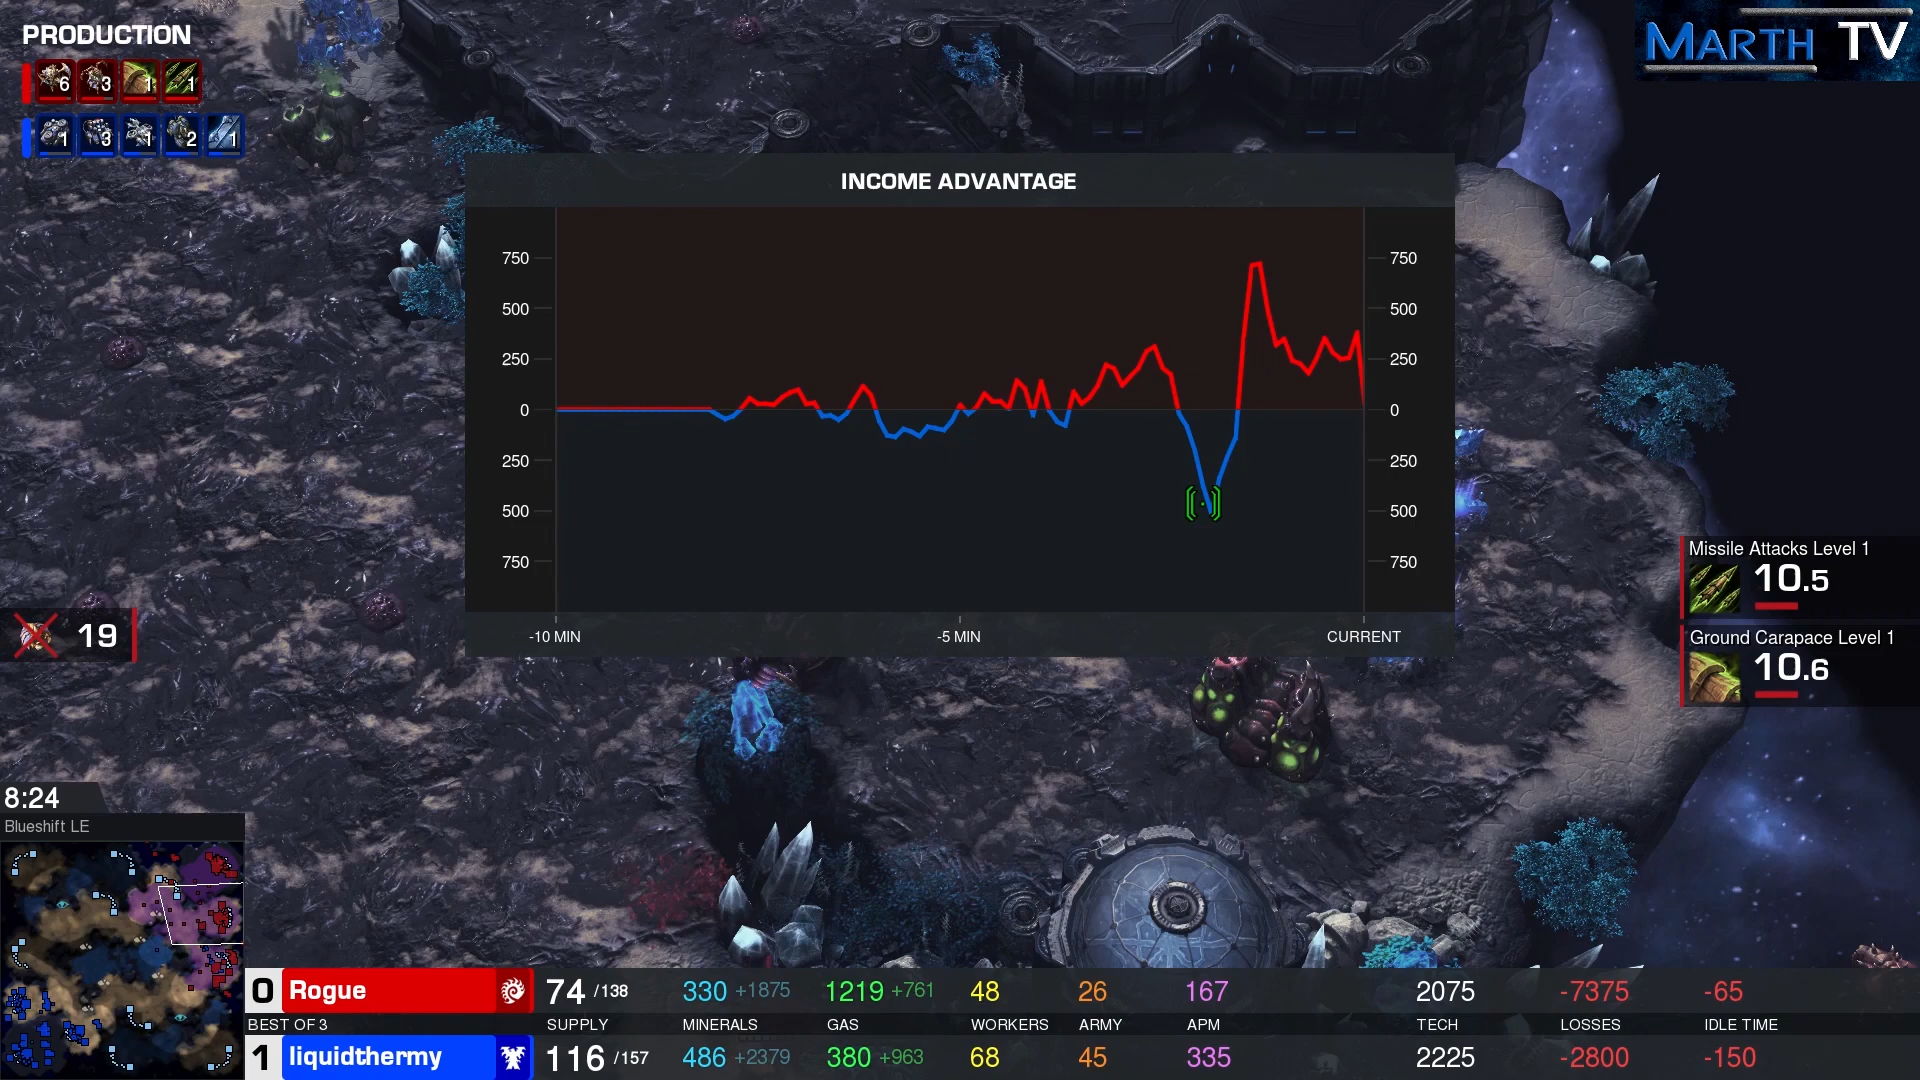 PRODUCTION
6 3 1 1
1 3 1 2 1
MARTH TV
INCOME ADVANTAGE
750 750
500 500
250 250
0 0
250 250
500 500
750 750
-10 MIN -5 MIN CURRENT
19
Missile Attacks Level 1
10.5
Ground Carapace Level 1
10.6
8:24
Blueshift LE
0 Rogue 74 /138 330 +1875 1219 +761 48 26 167 2075 -7375 -65
BEST OF 3 SUPPLY MINERALS GAS WORKERS ARMY APM TECH LOSSES IDLE TIME
1 liquidthermy 116 /157 486 +2379 380 +963 68 45 335 2225 -2800 -150